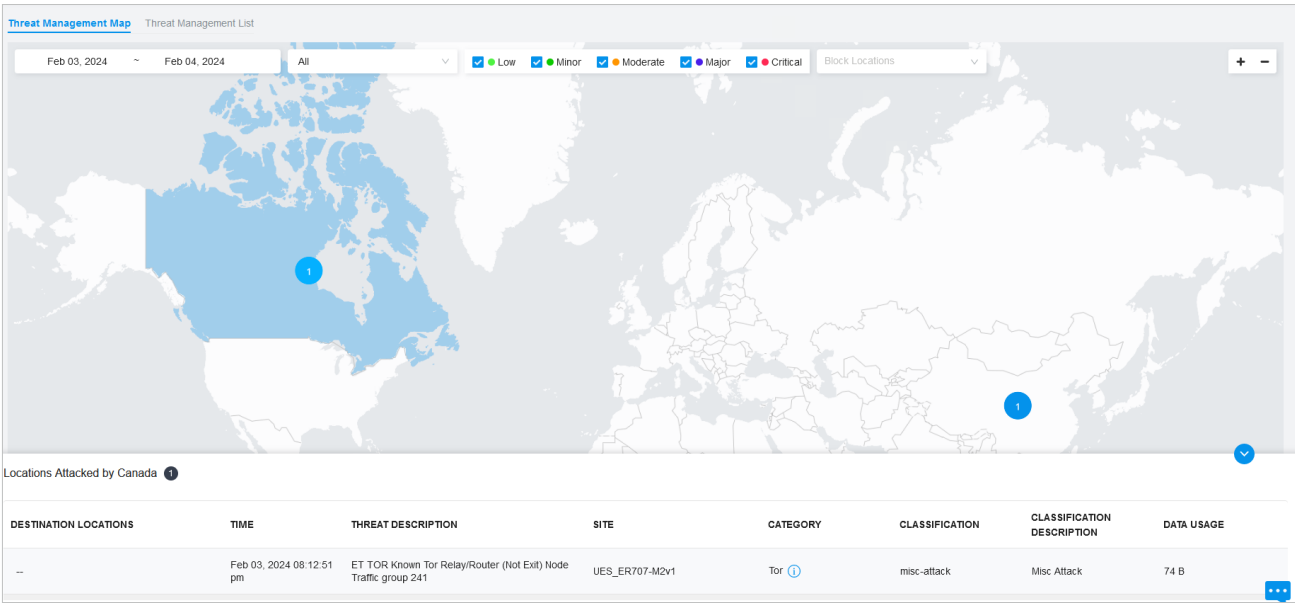 Threat Management Map Threat Management List
Feb 03, 2024 ~ Feb 04, 2024 All Low Minor Moderate Major Critical Block Locations + −
1
1
Locations Attacked by Canada 1
DESTINATION LOCATIONS TIME THREAT DESCRIPTION SITE CATEGORY CLASSIFICATION CLASSIFICATION DESCRIPTION DATA USAGE
-- Feb 03, 2024 08:12:51 pm ET TOR Known Tor Relay/Router (Not Exit) Node Traffic group 241 UES_ER707-M2v1 Tor i misc-attack Misc Attack 74 B